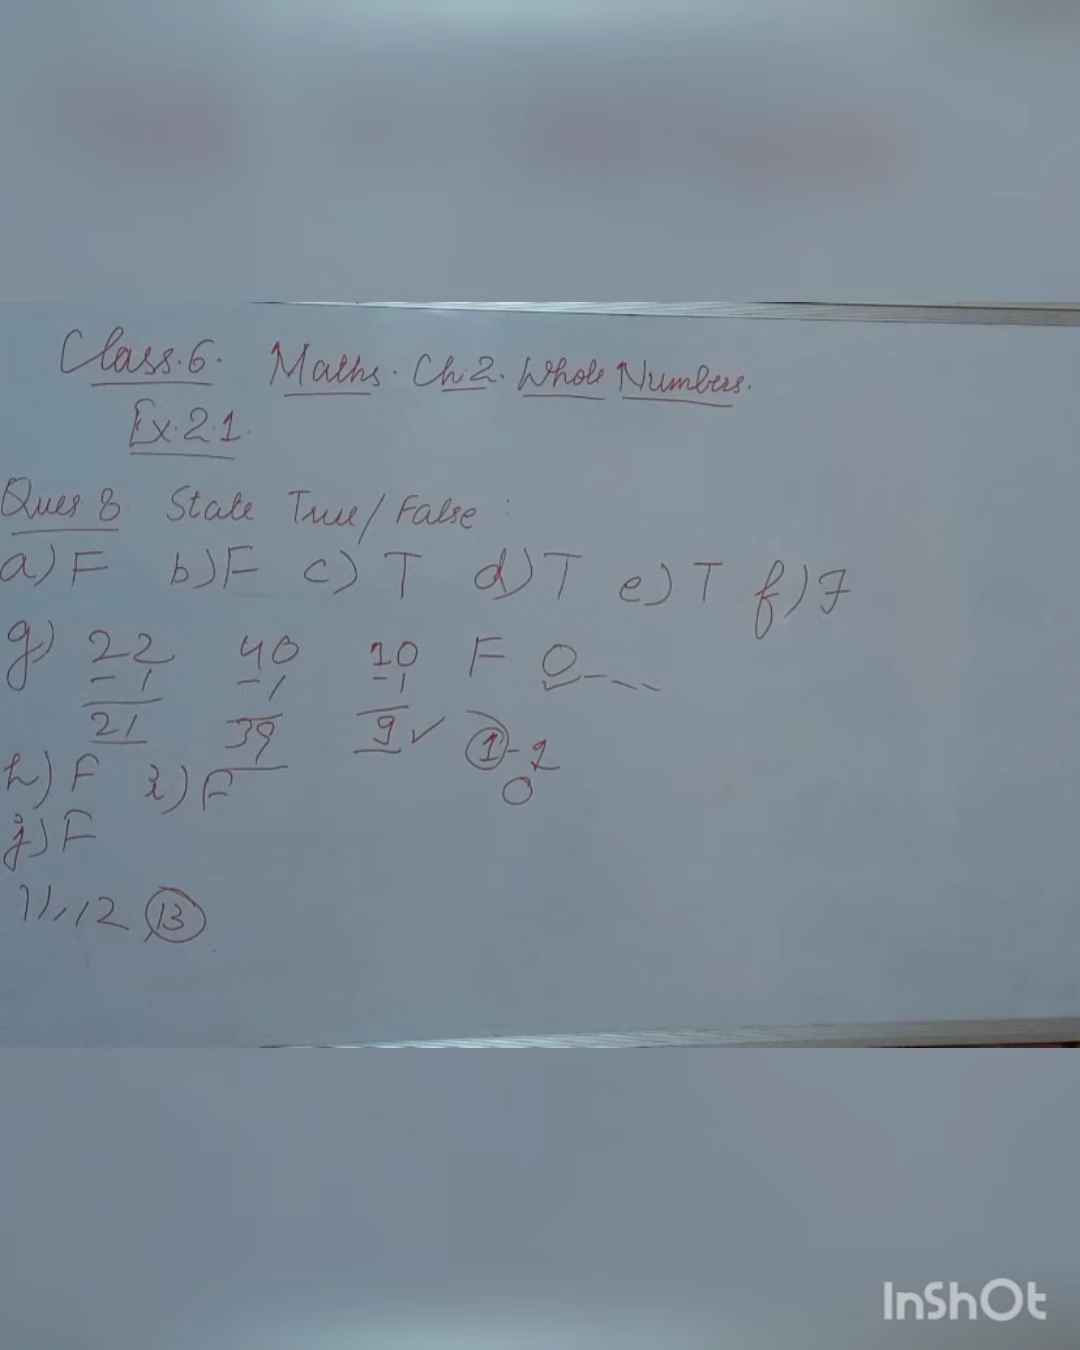 Class.6. Maths. Ch.2. Whole Numbers.
Ex.2.1.
Ques 8 State True/False:
a) F b) F c) T d) T e) T f) F
g) 22 40 10 F 0
-1 -1 -1
21 39 9 ✓ 1-1
h) F i) F 0
j) F
11, 12 13
InShOt